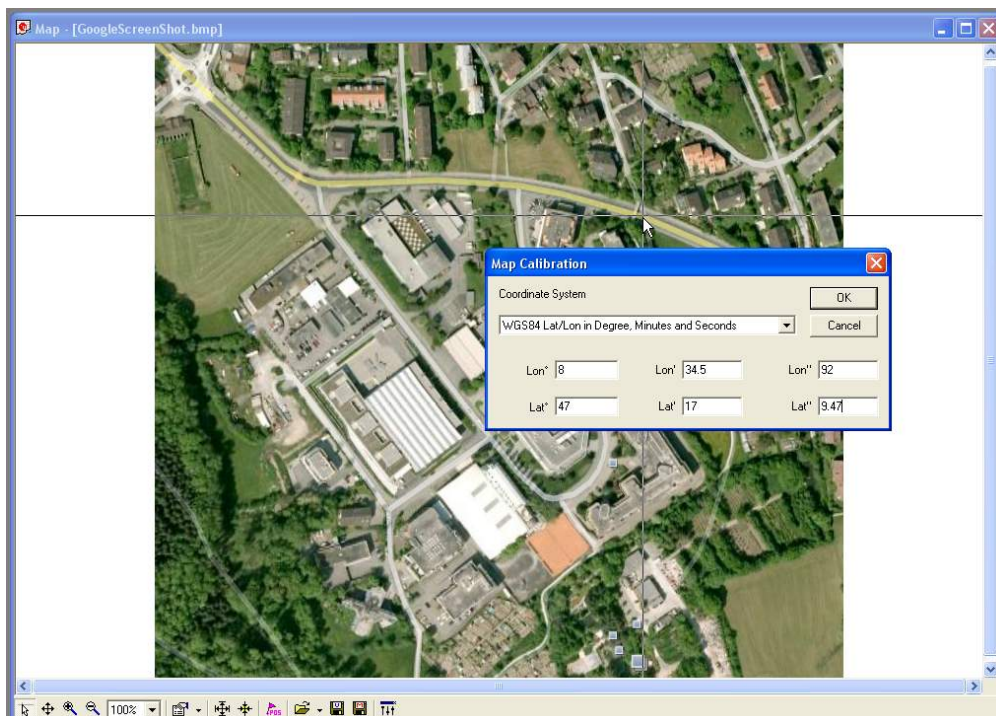 Map - [GoogleScreenShot.bmp]
Map Calibration
Coordinate System
OK
WGS84 Lat/Lon in Degree, Minutes and Seconds
Cancel
Lon° 8 Lon' 34.5 Lon'' 92
Lat° 47 Lat' 17 Lat'' 9.47
100%
POS